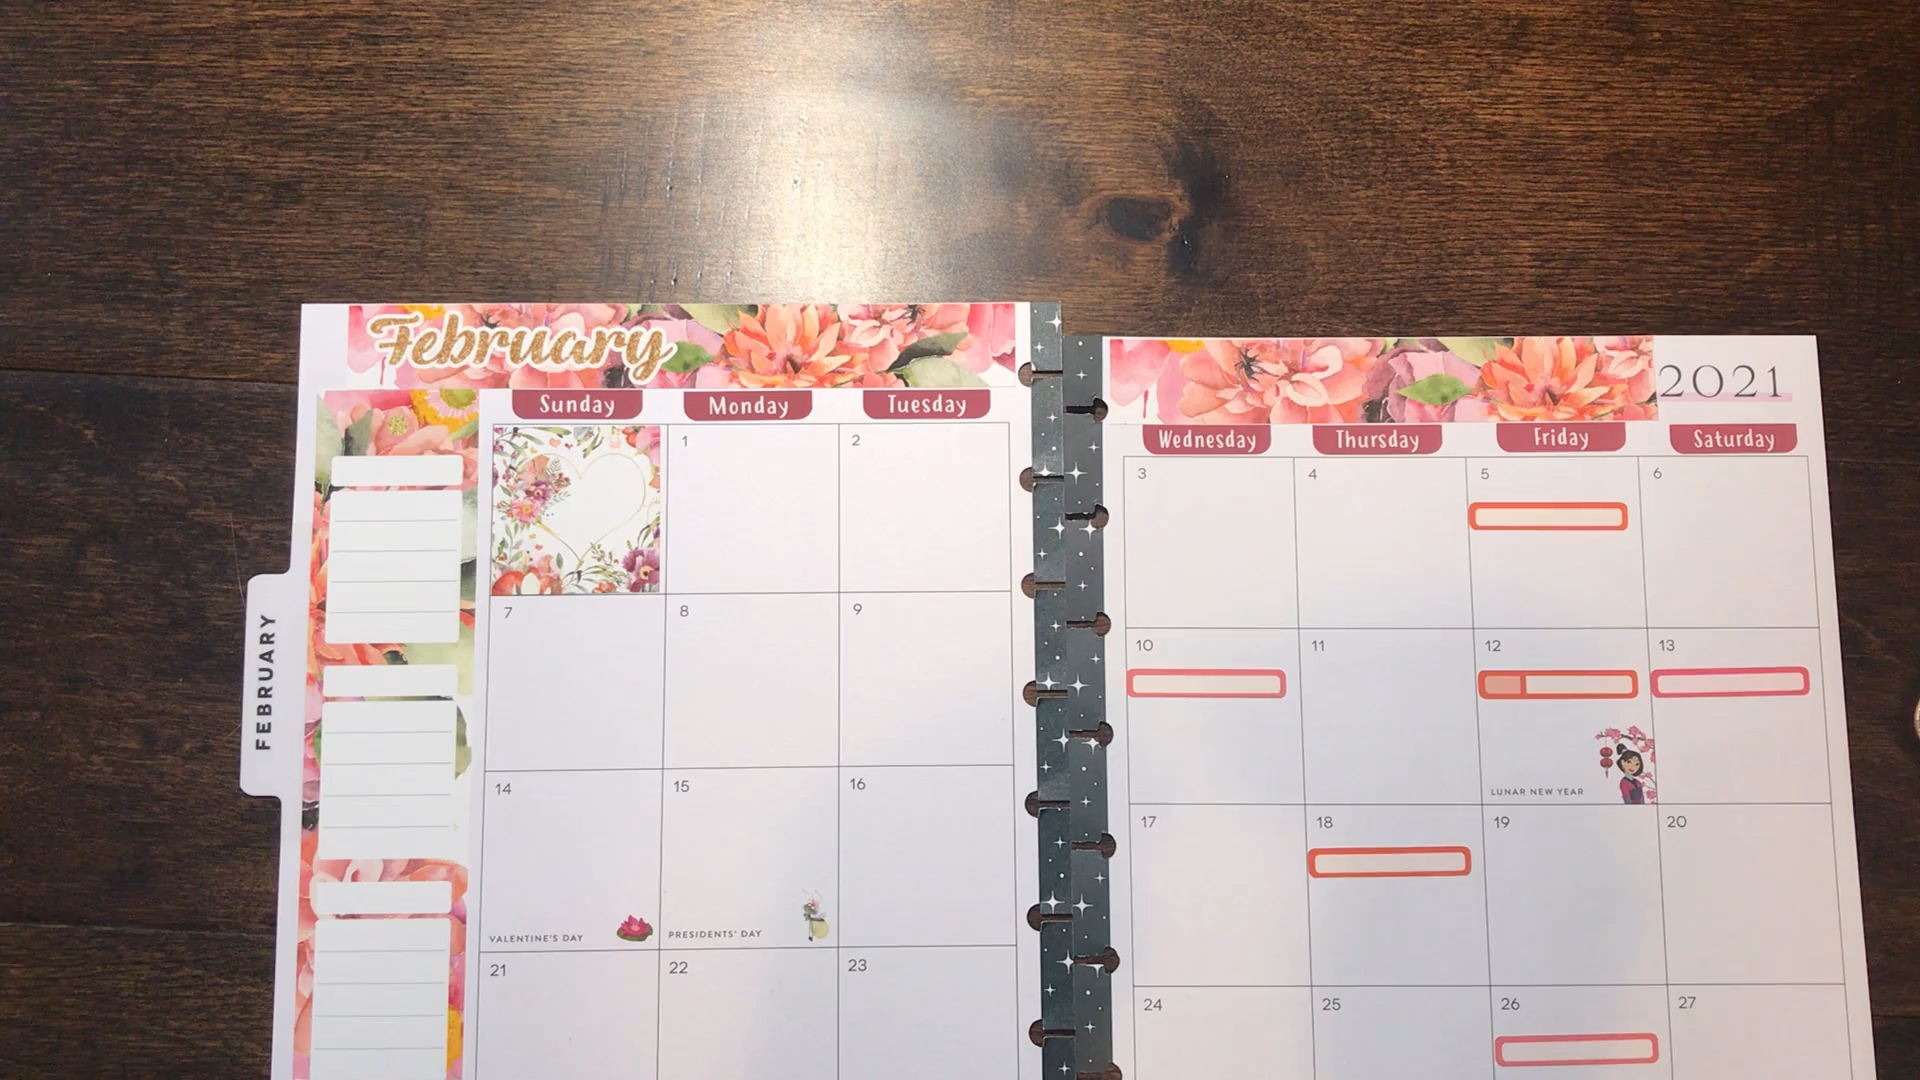 February
2021
Sunday Monday Tuesday Wednesday Thursday Friday Saturday
1 2 3 4 5 6
7 8 9 10 11 12 13
LUNAR NEW YEAR
14 15 16 17 18 19 20
VALENTINE'S DAY PRESIDENTS' DAY
21 22 23 24 25 26 27
FEBRUARY